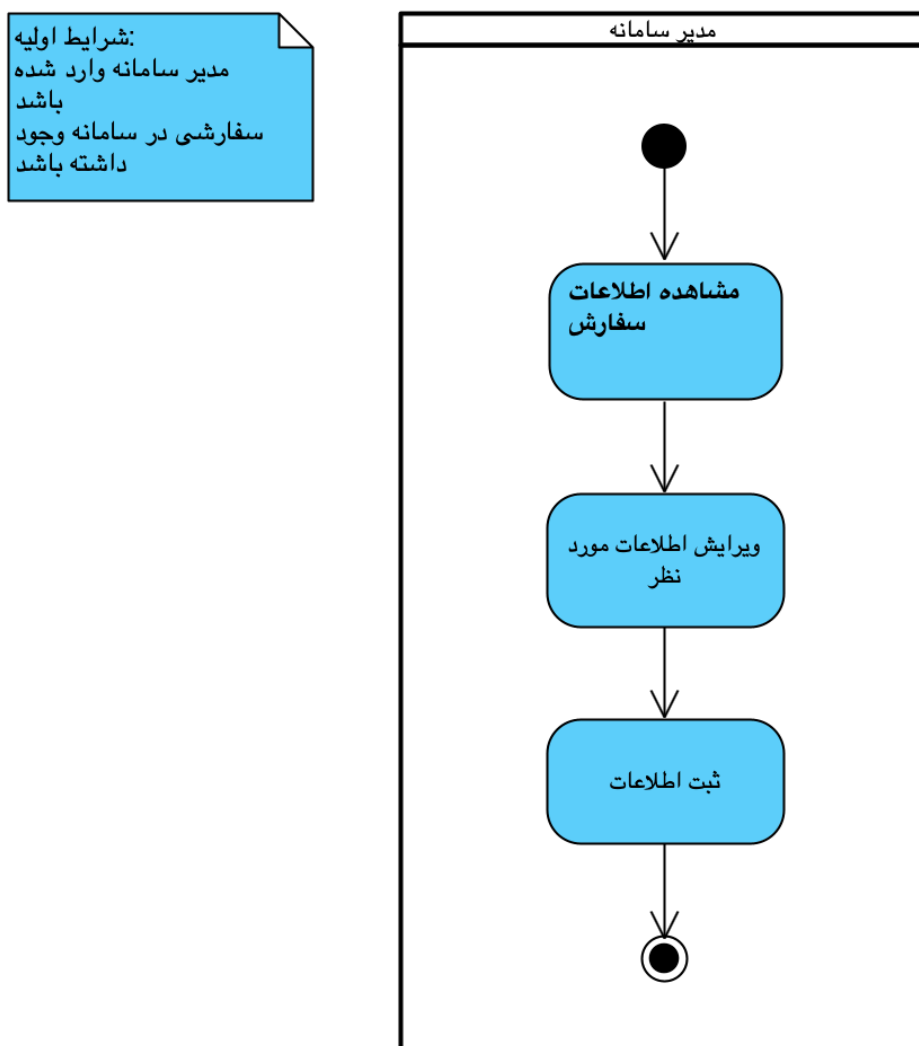 شرایط اولیه:
مدیر سامانه وارد شده
باشد
سفارشی در سامانه وجود
داشته باشد
مدیر سامانه
مشاهده اطلاعات
سفارش
ویرایش اطلاعات مورد
نظر
ثبت اطلاعات